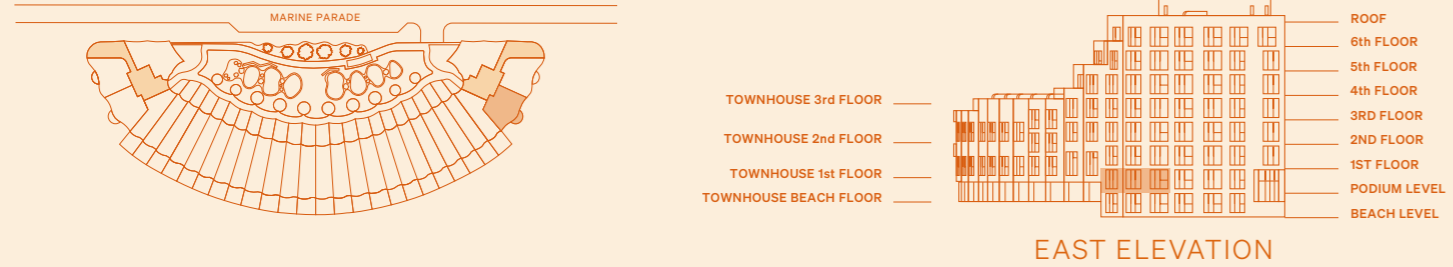 MARINE PARADE
TOWNHOUSE 3rd FLOOR
TOWNHOUSE 2nd FLOOR
TOWNHOUSE 1st FLOOR
TOWNHOUSE BEACH FLOOR
ROOF
6th FLOOR
5th FLOOR
4th FLOOR
3RD FLOOR
2ND FLOOR
1ST FLOOR
PODIUM LEVEL
BEACH LEVEL
EAST ELEVATION